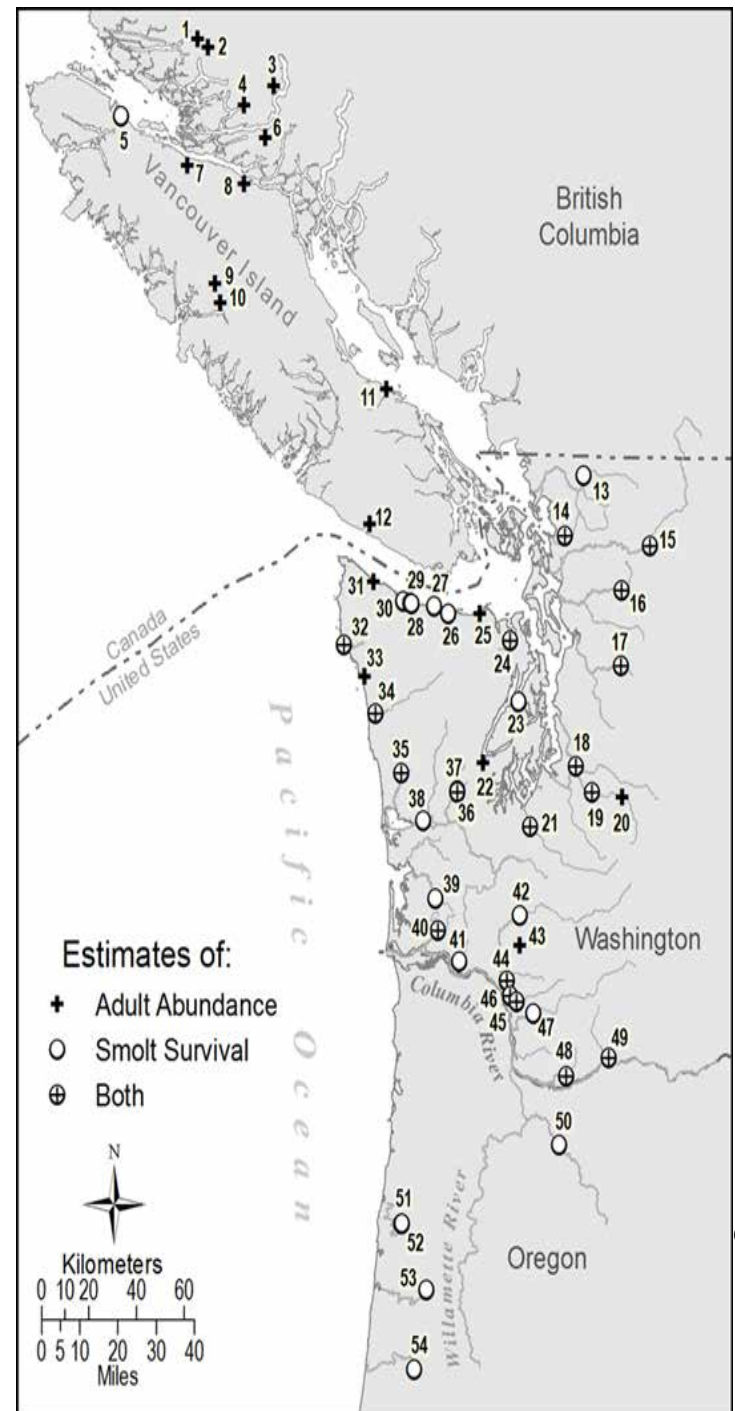 1
2
3
4
5
6
7
8
Vancouver Island
British
Columbia
9
10
11
12
13
14
15
16
17
18
19
20
21
22
23
24
25
26
27
28
29
30
31
32
33
34
35
36
37
38
39
40
41
42
43
44
45
46
47
48
49
50
51
52
53
54
Canada
United States
Pacific Ocean
Washington
Columbia River
Willamette River
Oregon
Estimates of:
Adult Abundance
Smolt Survival
Both
N
Kilometers
0 10 20 40 60
0 5 10 20 30 40
Miles